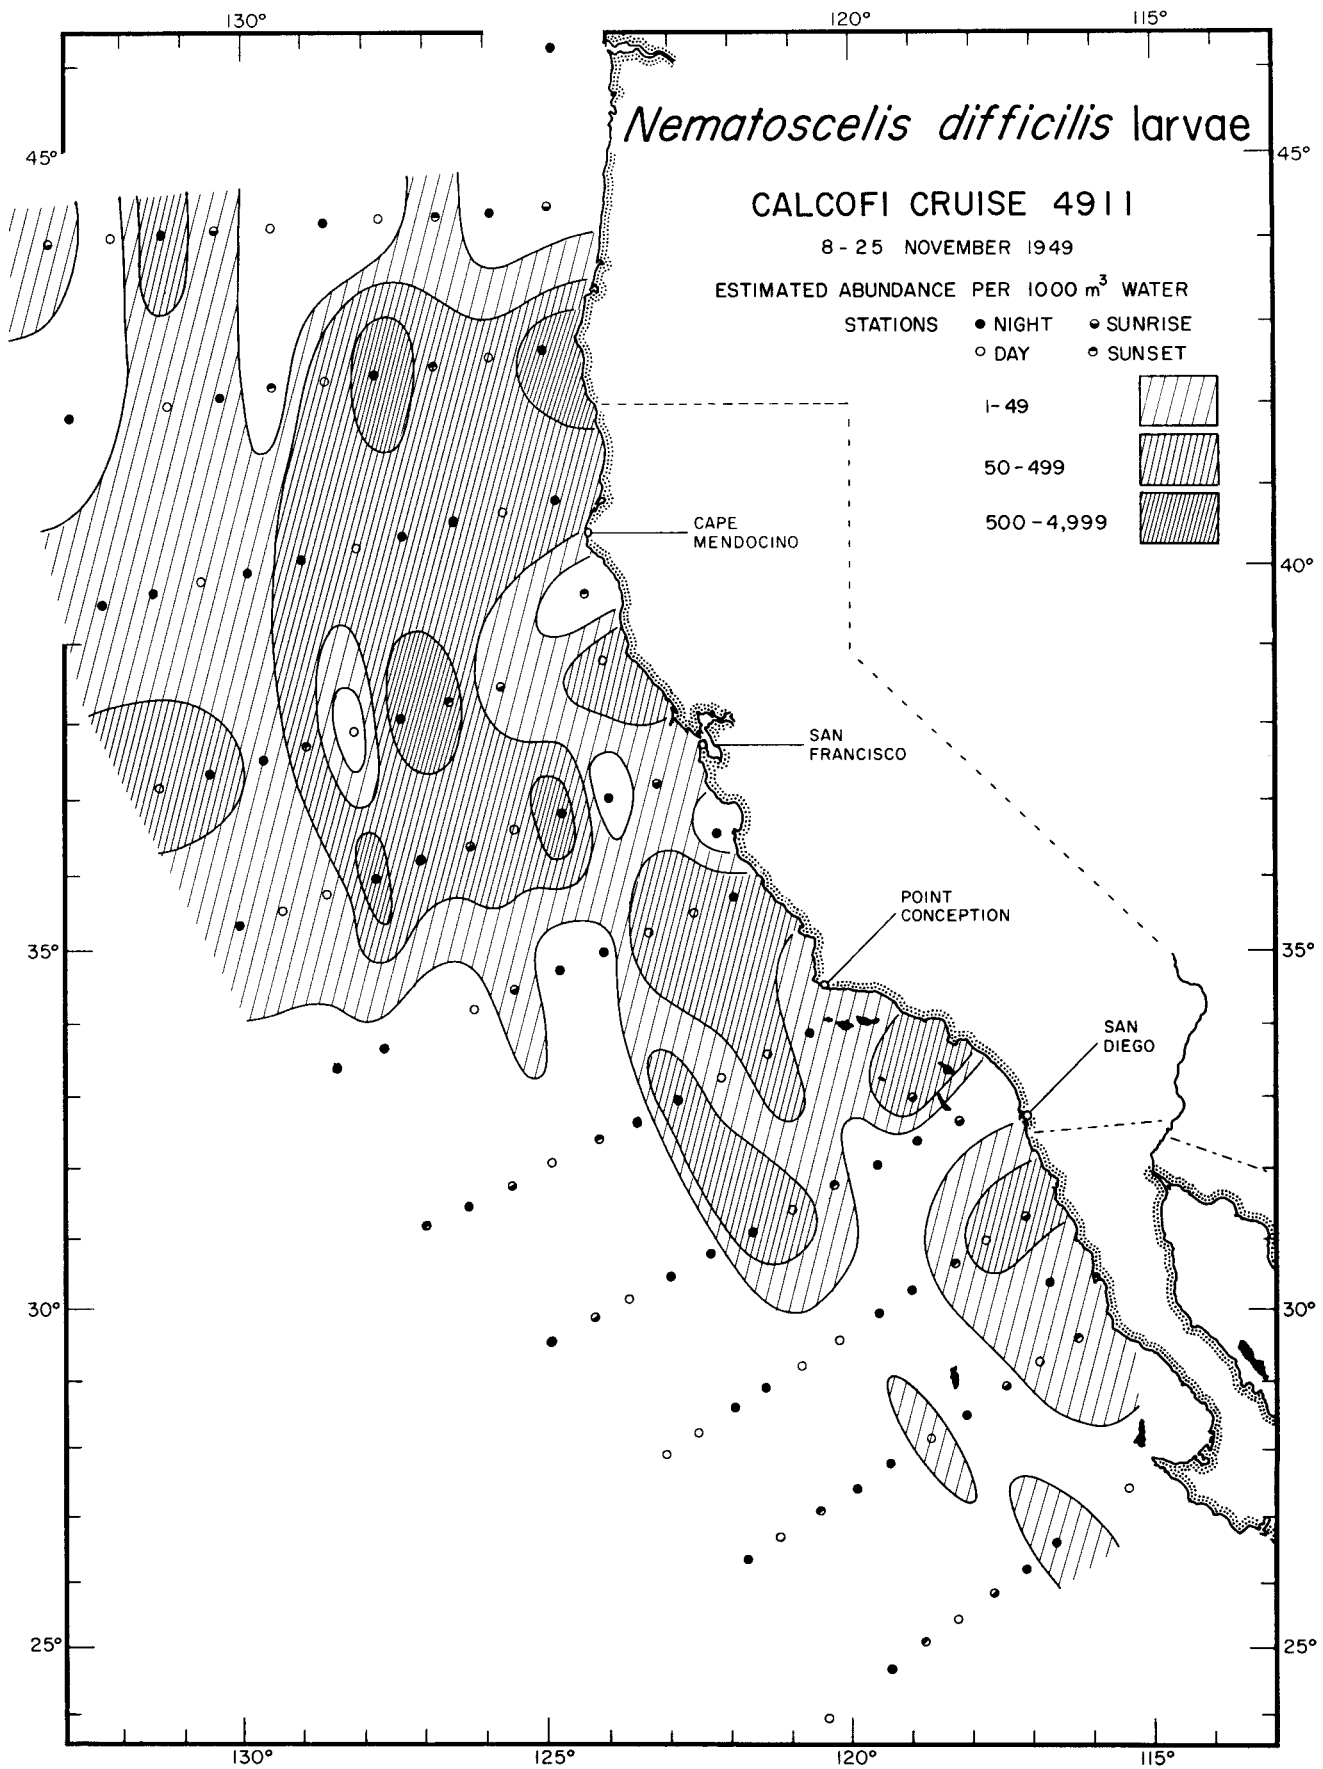 130°
120°
115°
Nematoscelis difficilis larvae
45°
45°
CALCOFI CRUISE 4911
8-25 NOVEMBER 1949
ESTIMATED ABUNDANCE PER 1000 m³ WATER
STATIONS ● NIGHT SUNRISE
○ DAY SUNSET
1-49
50-499
500-4,999
CAPE
MENDOCINO
40°
SAN
FRANCISCO
POINT
CONCEPTION
35°
35°
SAN
DIEGO
30°
30°
25°
25°
130°
125°
120°
115°